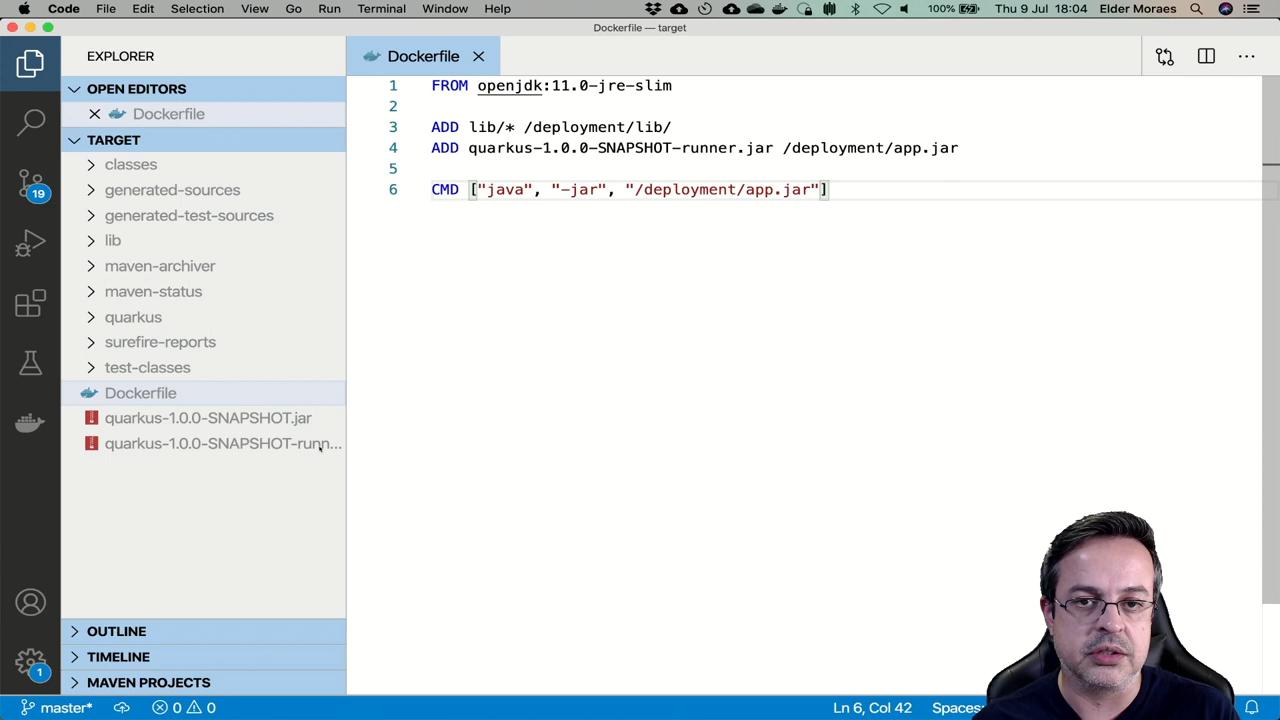 Code File Edit Selection View Go Run Terminal Window Help 100% Thu 9 Jul 18:04 Elder Moraes
Dockerfile — target
EXPLORER
Dockerfile
OPEN EDITORS
Dockerfile
TARGET
classes
generated-sources
generated-test-sources
lib
maven-archiver
maven-status
quarkus
surefire-reports
test-classes
Dockerfile
quarkus-1.0.0-SNAPSHOT.jar
quarkus-1.0.0-SNAPSHOT-runn...
OUTLINE
TIMELINE
MAVEN PROJECTS
19
1
1 FROM openjdk:11.0-jre-slim
2
3 ADD lib/* /deployment/lib/
4 ADD quarkus-1.0.0-SNAPSHOT-runner.jar /deployment/app.jar
5
6 CMD ["java", "-jar", "/deployment/app.jar"]
master* 0 0 Ln 6, Col 42 Spaces: